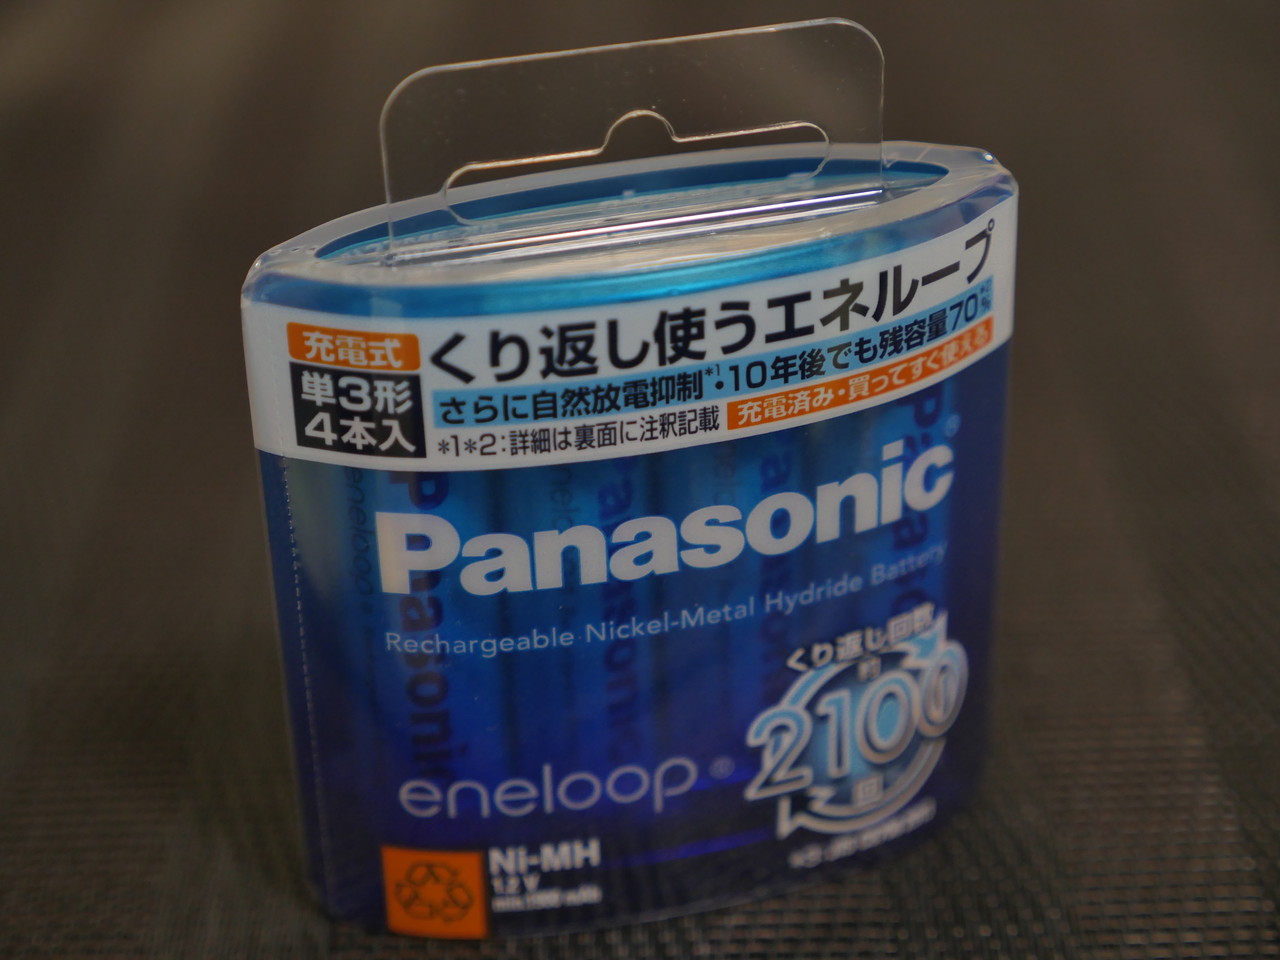 充電式
単3形
4本入
くり返し使うエネループ
さらに自然放電抑制*1・10年後でも残容量70%*2
*1*2:詳細は裏面に注釈記載
充電済み・買ってすぐ使える
Panasonic®
Rechargeable Nickel-Metal Hydride Battery
くり返し回数
約
2100
回
eneloop®
Ni-MH
1.2 V
Panasonic
eneloop